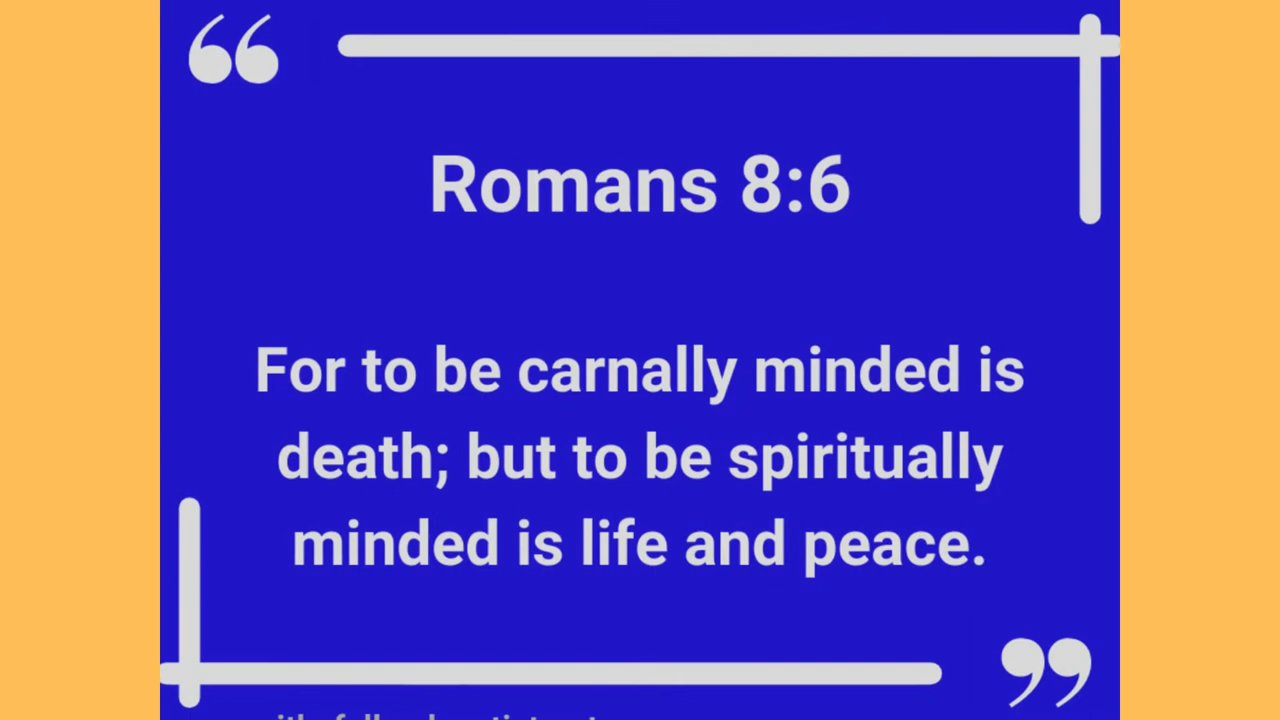 “
Romans 8:6
For to be carnally minded is
death; but to be spiritually
minded is life and peace.
”